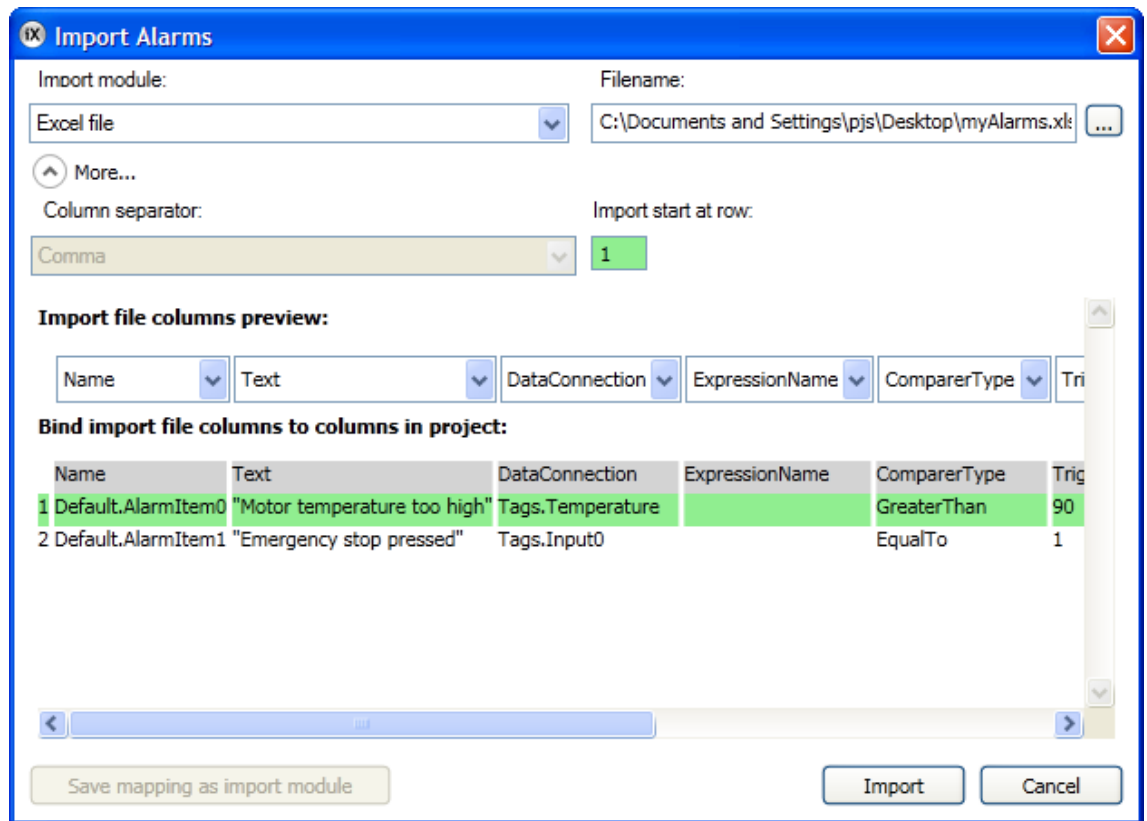 iX Import Alarms
Import module: Filename:
Excel file C:\Documents and Settings\pjs\Desktop\myAlarms.xls ...
More...
Column separator: Import start at row:
Comma 1
Import file columns preview:
Name Text DataConnection ExpressionName ComparerType Tri
Bind import file columns to columns in project:
Name Text DataConnection ExpressionName ComparerType Trig
1 Default.AlarmItem0 "Motor temperature too high" Tags.Temperature GreaterThan 90
2 Default.AlarmItem1 "Emergency stop pressed" Tags.Input0 EqualTo 1
Save mapping as import module Import Cancel